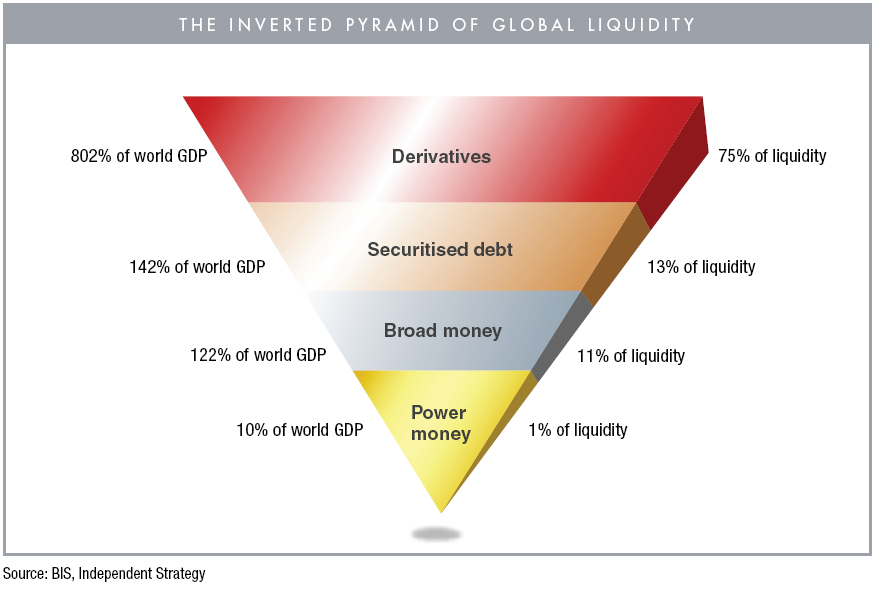 THE INVERTED PYRAMID OF GLOBAL LIQUIDITY
802% of world GDP
Derivatives
75% of liquidity
142% of world GDP
Securitised debt
13% of liquidity
122% of world GDP
Broad money
11% of liquidity
10% of world GDP
Power
money
1% of liquidity
Source: BIS, Independent Strategy